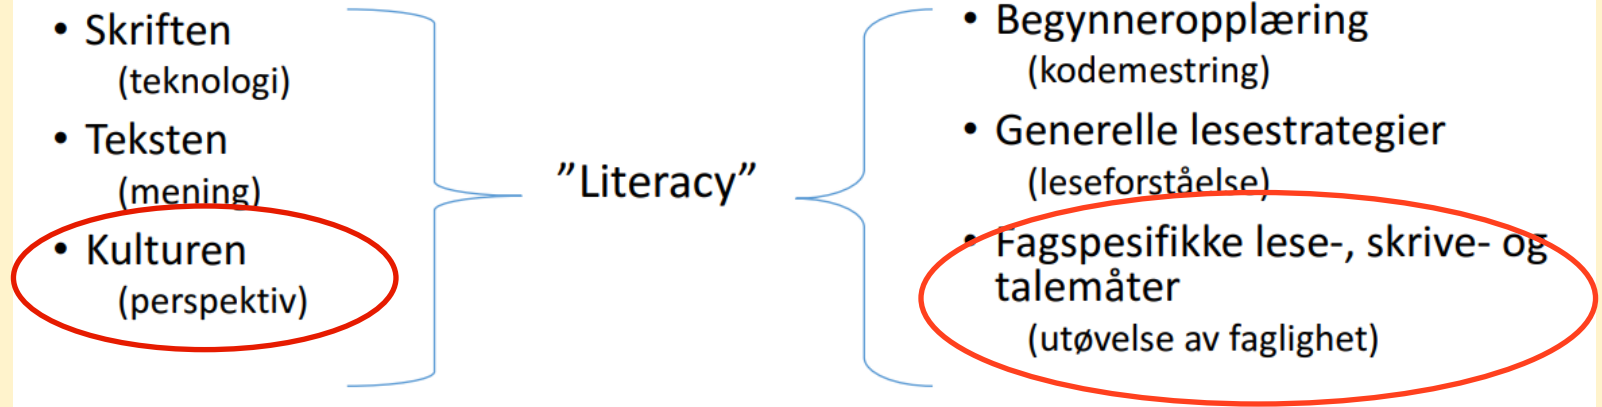 • Skriften
(teknologi)
• Teksten
(mening)
• Kulturen
(perspektiv)
”Literacy”
• Begynneropplæring
(kodemestring)
• Generelle lesestrategier
(leseforståelse)
• Fagspesifikke lese-, skrive- og
talemåter
(utøvelse av faglighet)